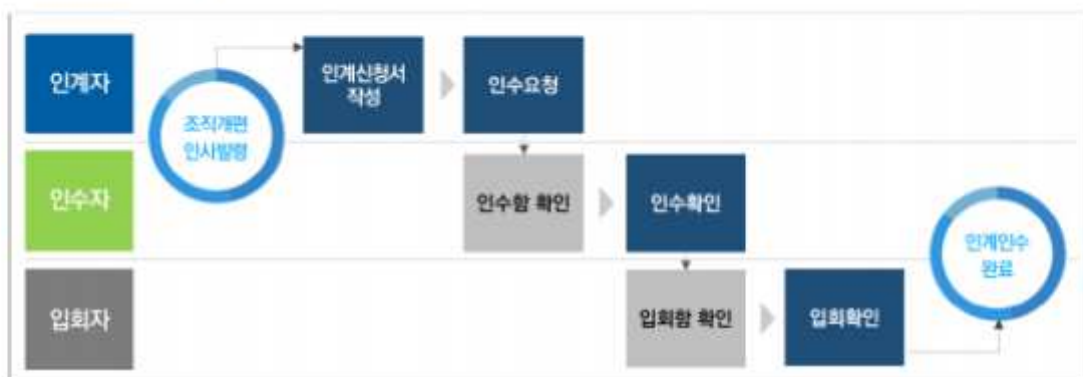 인계자
조직개편
인사발령
인계신청서
작성
인수요청
인수자
인수함 확인
인수확인
인계인수
완료
입회자
입회함 확인
입회확인